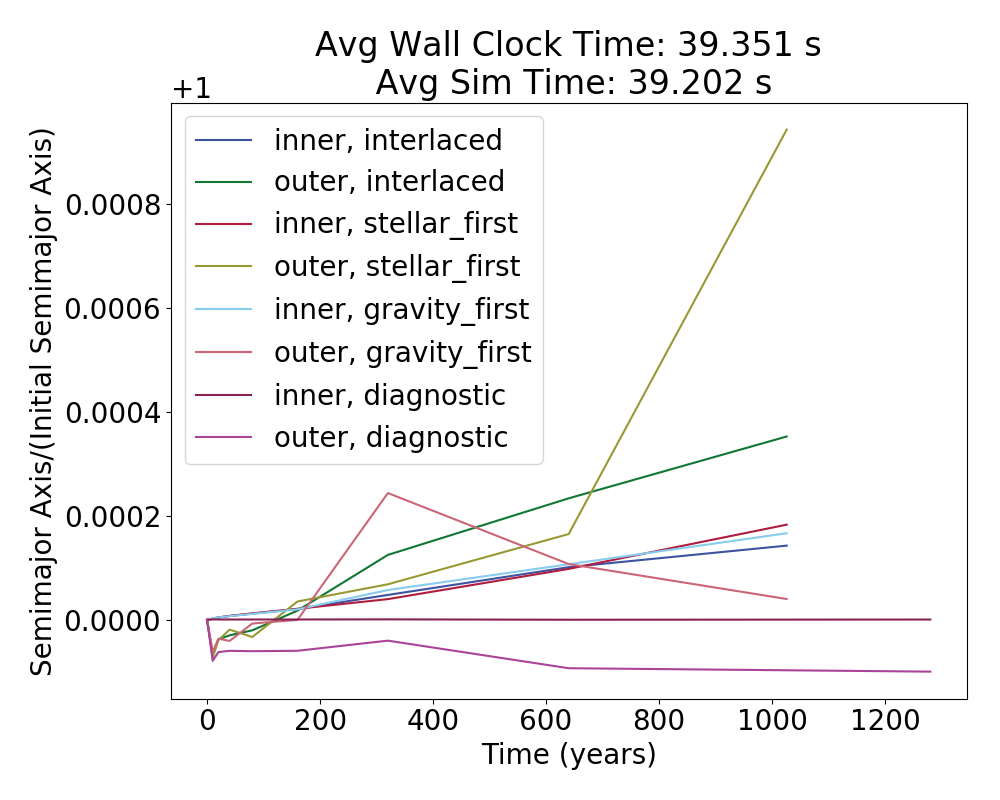 Avg Wall Clock Time: 39.351 s
Avg Sim Time: 39.202 s
+1
inner, interlaced
outer, interlaced
inner, stellar_first
outer, stellar_first
inner, gravity_first
outer, gravity_first
inner, diagnostic
outer, diagnostic
Semimajor Axis/(Initial Semimajor Axis)
0.0008
0.0006
0.0004
0.0002
0.0000
0 200 400 600 800 1000 1200
Time (years)